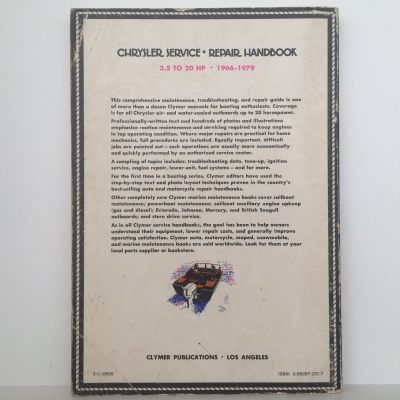 CHRYSLER SERVICE • REPAIR HANDBOOK
3.5 TO 20 HP • 1966-1979
This comprehensive maintenance, troubleshooting, and repair guide is one
of more than a dozen Clymer manuals for boating enthusiasts. Coverage
is for all Chrysler air- and water-cooled outboards up to 20 horsepower.
Professionally-written text and hundreds of photos and illustrations
emphasize routine maintenance and servicing required to keep engines
in top operating condition. Where major repairs are practical for home
mechanics, full procedures are included. Equally important, difficult
jobs are pointed out—such operations are usually more economically
and quickly performed by an authorized service center.
A sampling of topics includes: troubleshooting data, tune-up, ignition
service, engine repair, lower unit, fuel systems—and far more.
For the first time in a boating series, Clymer editors have used the
step-by-step text and photo layout techniques proven in the country's
best-selling auto and motorcycle repair handbooks.
Other completely new Clymer marine maintenance books cover sailboat
maintenance; powerboat maintenance; sailboat auxiliary engine upkeep
(gas and diesel); Evinrude, Johnson, Mercury, and British Seagull
outboards; and stern drive service.
As in all Clymer service handbooks, the goal has been to help owners
understand their equipment, lower repair costs, and generally improve
operating satisfaction. Clymer auto, motorcycle, moped, snowmobile,
and marine maintenance books are sold worldwide. Look for them at your
local parts supplier or bookstore.
CLYMER PUBLICATIONS • LOS ANGELES
ISBN: 0-89287-221-7